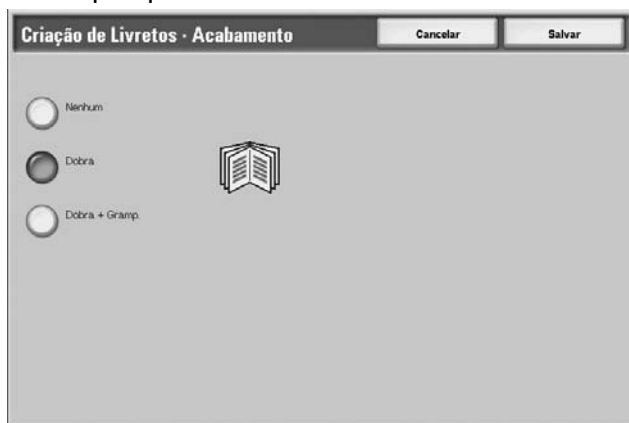 Criação de Livretos · Acabamento
Cancelar
Salvar
Nenhum
Dobra
Dobra + Gramp.